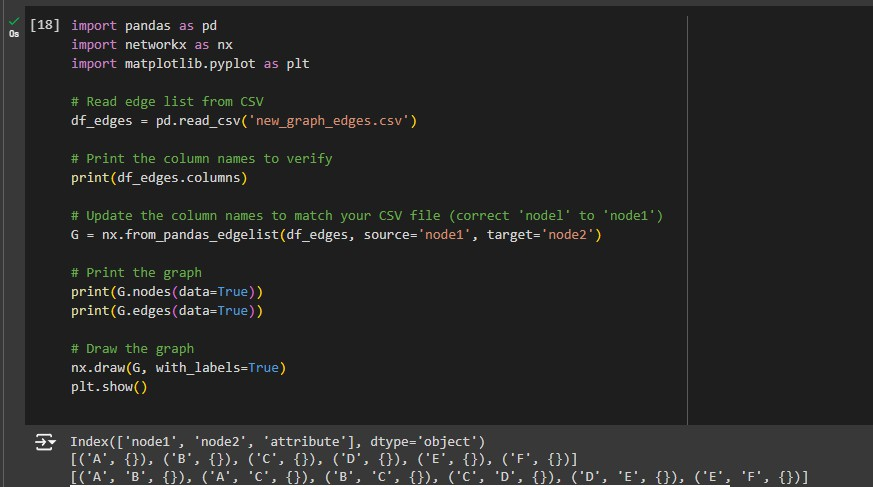 [18] import pandas as pd
0s
import networkx as nx
import matplotlib.pyplot as plt
# Read edge list from CSV
df_edges = pd.read_csv('new_graph_edges.csv')
# Print the column names to verify
print(df_edges.columns)
# Update the column names to match your CSV file (correct 'nodel' to 'node1')
G = nx.from_pandas_edgelist(df_edges, source='node1', target='node2')
# Print the graph
print(G.nodes(data=True))
print(G.edges(data=True))
# Draw the graph
nx.draw(G, with_labels=True)
plt.show()
Index(['node1', 'node2', 'attribute'], dtype='object')
[('A', {}), ('B', {}), ('C', {}), ('D', {}), ('E', {}), ('F', {})]
[('A', 'B', {}), ('A', 'C', {}), ('B', 'C', {}), ('C', 'D', {}), ('D', 'E', {}), ('E', 'F', {})]